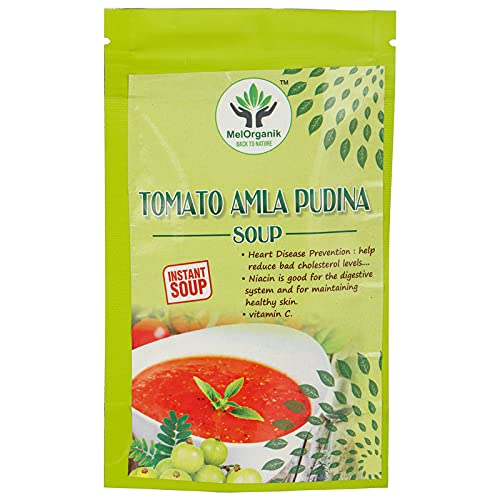 TM
MelOrganik
BACK TO NATURE
TOMATO AMLA PUDINA
SOUP
• Heart Disease Prevention : help
reduce bad cholesterol levels....
• Niacin is good for the digestive
system and for maintaining
healthy skin.
• vitamin C.
INSTANT
SOUP